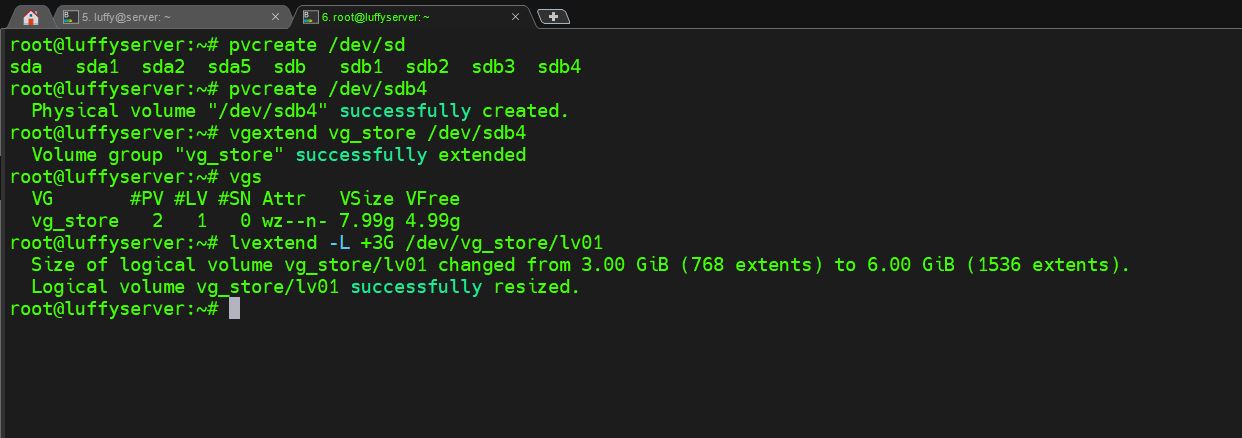 5. luffy@server: ~
6. root@luffyserver: ~
root@luffyserver:~# pvcreate /dev/sd
sda   sda1  sda2  sda5  sdb   sdb1  sdb2  sdb3  sdb4
root@luffyserver:~# pvcreate /dev/sdb4
  Physical volume "/dev/sdb4" successfully created.
root@luffyserver:~# vgextend vg_store /dev/sdb4
  Volume group "vg_store" successfully extended
root@luffyserver:~# vgs
  VG       #PV #LV #SN Attr   VSize VFree
  vg_store   2   1   0 wz--n- 7.99g 4.99g
root@luffyserver:~# lvextend -L +3G /dev/vg_store/lv01
  Size of logical volume vg_store/lv01 changed from 3.00 GiB (768 extents) to 6.00 GiB (1536 extents).
  Logical volume vg_store/lv01 successfully resized.
root@luffyserver:~#